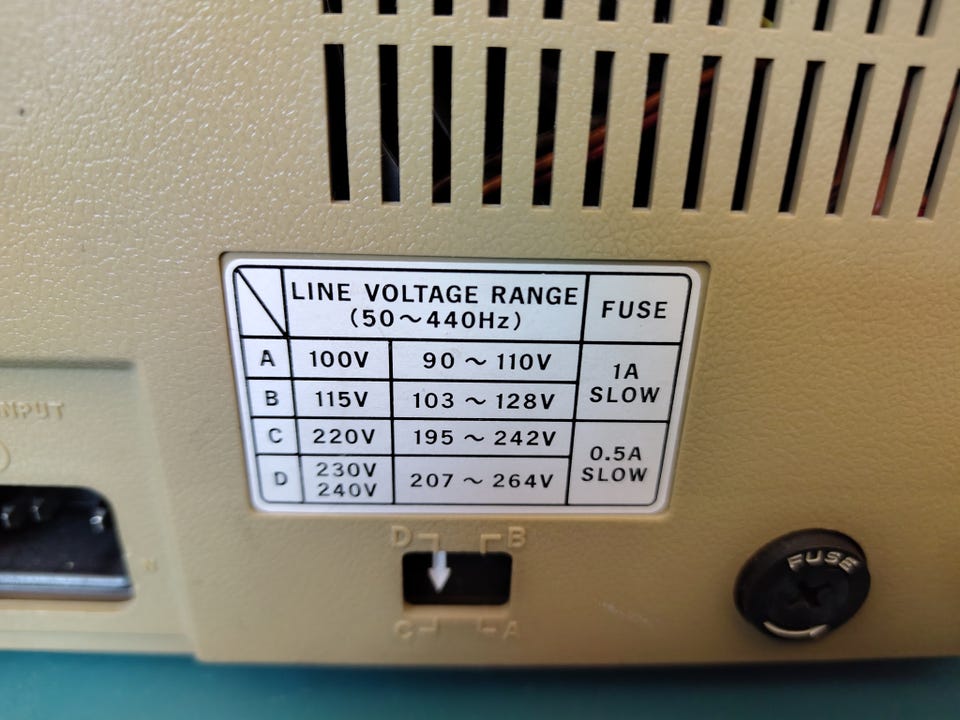 LINE VOLTAGE RANGE
(50～440Hz)
FUSE
A 100V 90 ～ 110V
1A
SLOW
B 115V 103 ～ 128V
C 220V 195 ～ 242V
0.5A
SLOW
D 230V
240V
207 ～ 264V
INPUT
D B
C A
FUSE